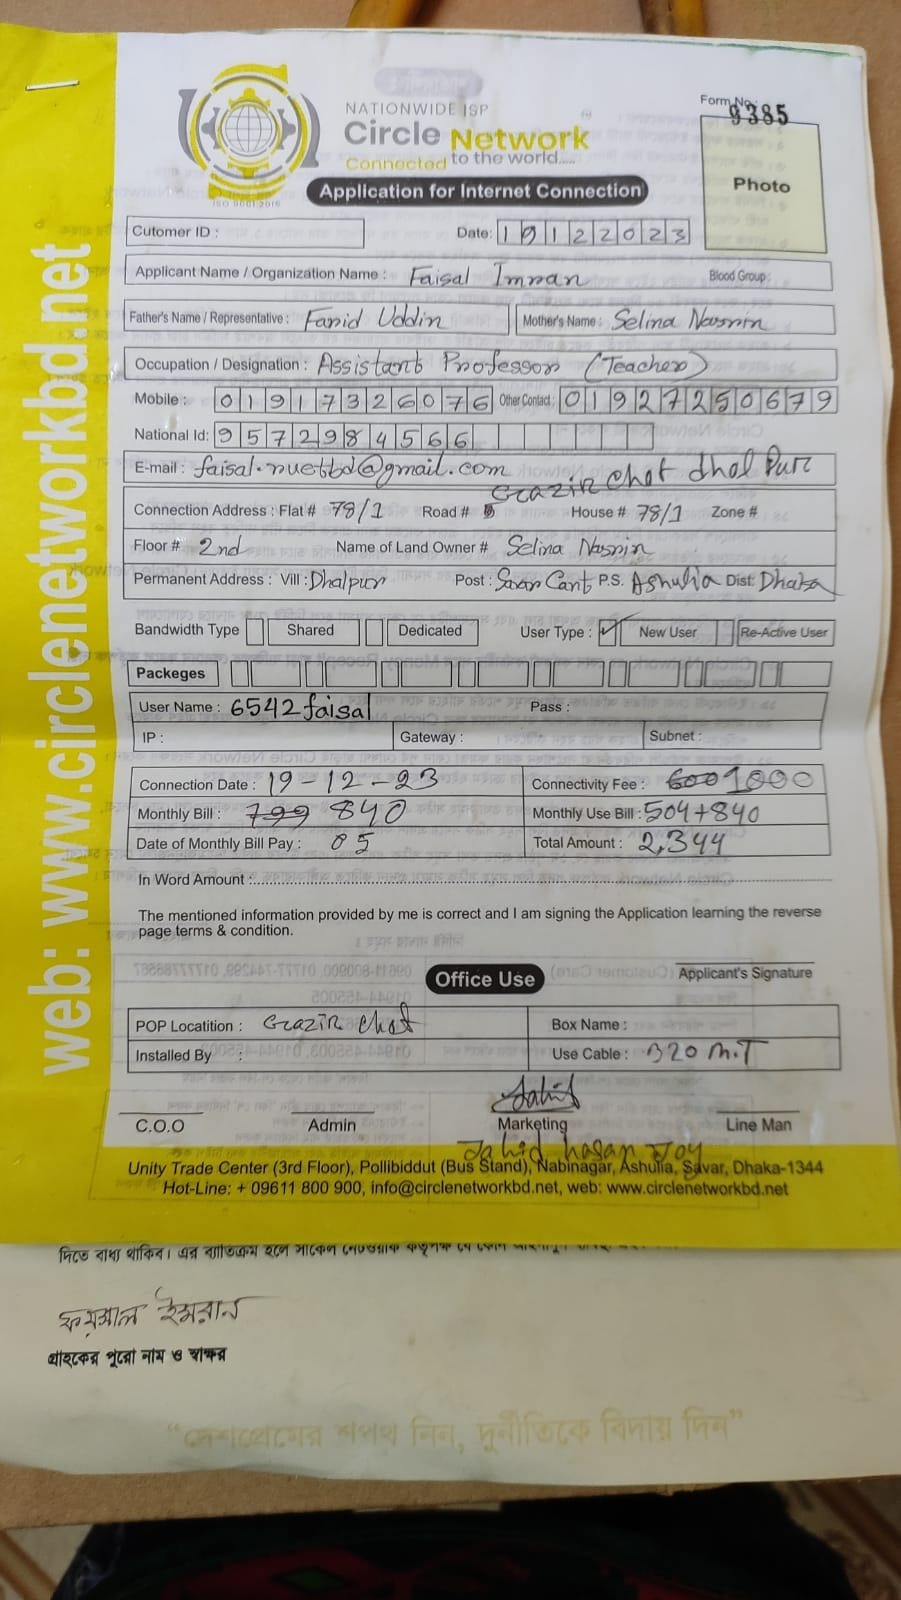 Form No:
9385
NATIONWIDE ISP
Circle Network
Connected to the world.....
ISO 9001:2015
Application for Internet Connection
Photo
Cutomer ID :
Date: 19122023
Applicant Name / Organization Name : Faisal Imran
Blood Group:
Father's Name / Representative : Farid Uddin
Mother's Name : Selina Nasrin
Occupation / Designation : Assistant Professor (Teacher)
Mobile : 01917326076 Other Contact : 01927250679
National Id: 9572984566
E-mail : faisal.nuetbd@gmail.com
Gazir Chot dhal Pur
Connection Address : Flat # 78/1 Road # House # 78/1 Zone #
Floor # 2nd Name of Land Owner # Selina Nasrin
Permanent Address : Vill : Dhalpur Post : Savar Cant P.S. Ashulia Dist: Dhaka
Bandwidth Type Shared Dedicated User Type : ✓ New User Re-Active User
Packeges
User Name : 6542faisal Pass :
IP : Gateway : Subnet :
Connection Date : 19-12-23 Connectivity Fee : 600 1000
Monthly Bill : 799 840 Monthly Use Bill : 504+840
Date of Monthly Bill Pay : 05 Total Amount : 2,344
In Word Amount :
The mentioned information provided by me is correct and I am signing the Application learning the reverse
page terms & condition.
Applicant's Signature
Office Use
POP Locatition : Gazir Chot Box Name :
Installed By : Use Cable : 320 M.T
Jahid
C.O.O Admin Marketing Line Man
Jahid hasan Joy
Unity Trade Center (3rd Floor), Pollibiddut (Bus Stand), Nabinagar, Ashulia, Savar, Dhaka-1344
Hot-Line: + 09611 800 900, info@circlenetworkbd.net, web: www.circlenetworkbd.net
web: www.circlenetworkbd.net
দিতে বাধ্য থাকিব। এর ব্যতিক্রম হলে সার্কেল নেটওয়ার্ক কর্তৃপক্ষ যে কোন
ফয়সাল ইমরান
গ্রাহকের পুরো নাম ও স্বাক্ষর
“দেশপ্রেমের শপথ নিন, দুর্নীতিকে বিদায় দিন”